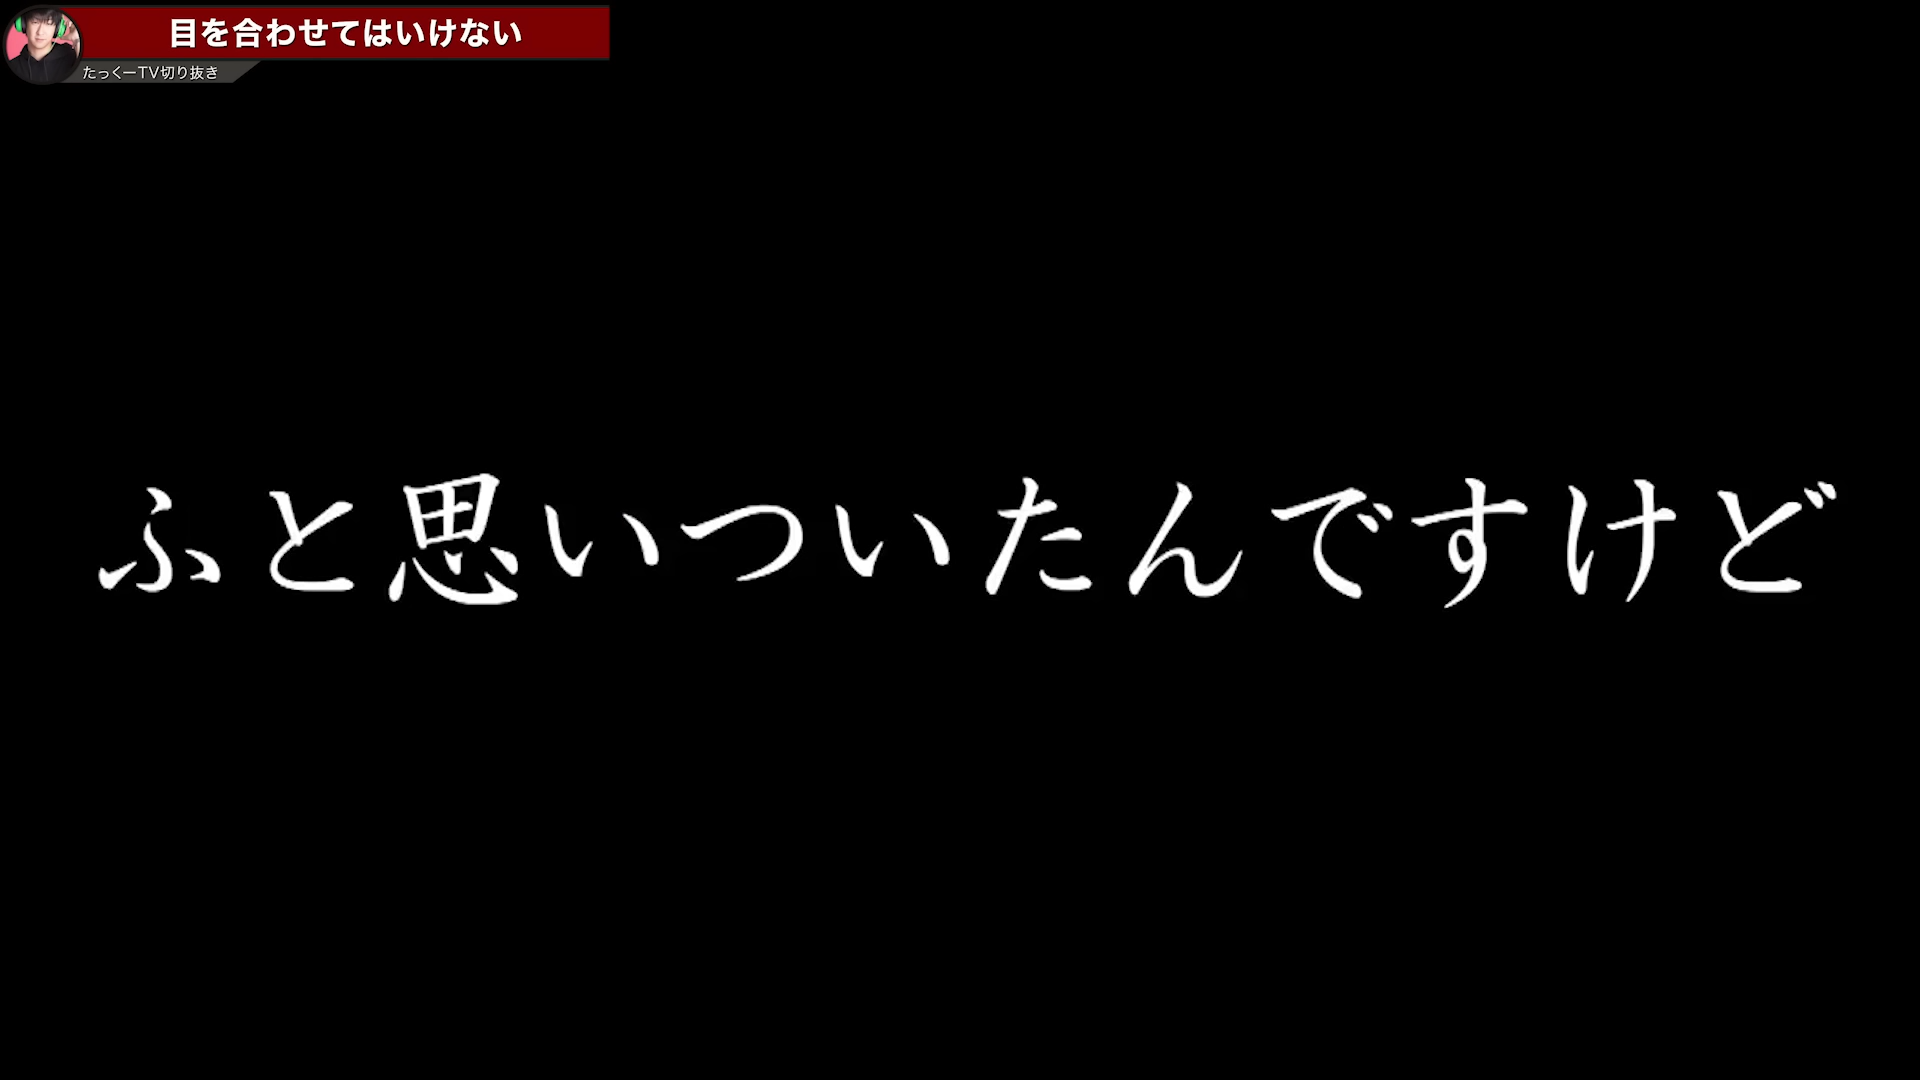 目を合わせてはいけない
たっくーTV切り抜き
ふと思いついたんですけど